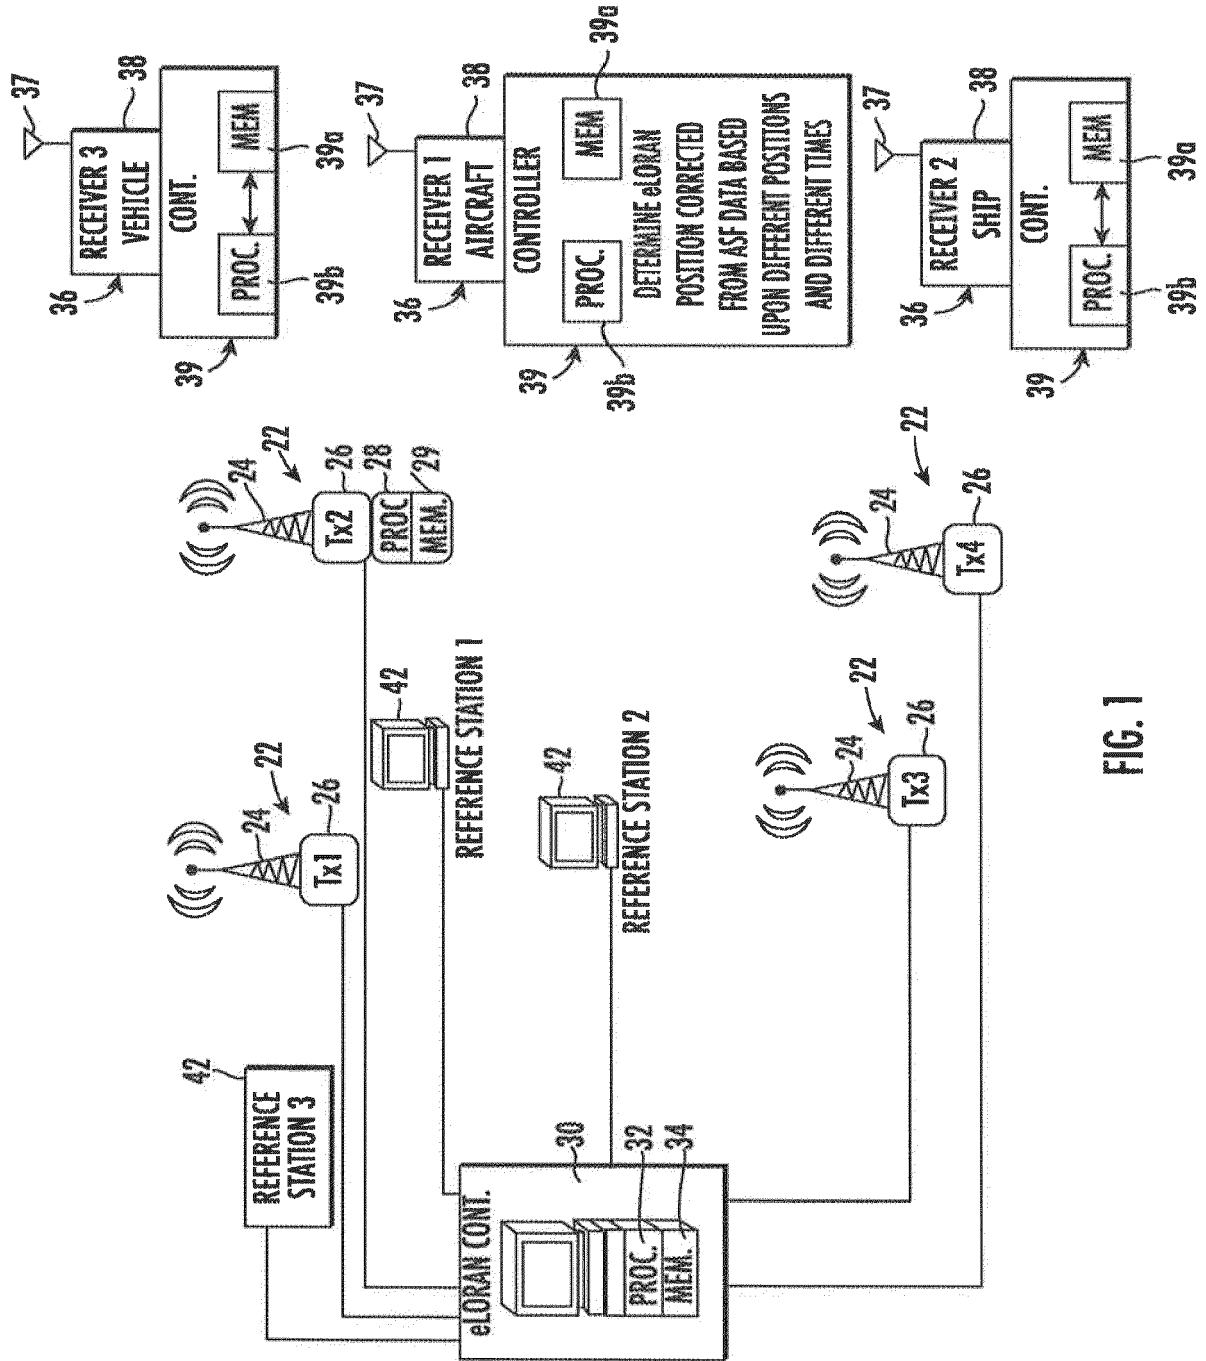 42
REFERENCE
STATION 3
24
22
26
Tx1
24
22
26
Tx2
28
PROC
29
MEM.
42
REFERENCE STATION 1
42
REFERENCE STATION 2
eLORAN CONT.
30
PROC.
32
MEM.
34
24
22
26
Tx3
24
22
26
Tx4
37
36
RECEIVER 3
VEHICLE
38
39
CONT.
PROC.
MEM
39b
39a
37
36
RECEIVER 1
AIRCRAFT
38
39
CONTROLLER
PROC.
MEM
39b
39a
DETERMINE eLORAN
POSITION CORRECTED
FROM ASF DATA BASED
UPON DIFFERENT POSITIONS
AND DIFFERENT TIMES
37
36
RECEIVER 2
SHIP
38
39
CONT.
PROC.
MEM
39b
39a
FIG. 1